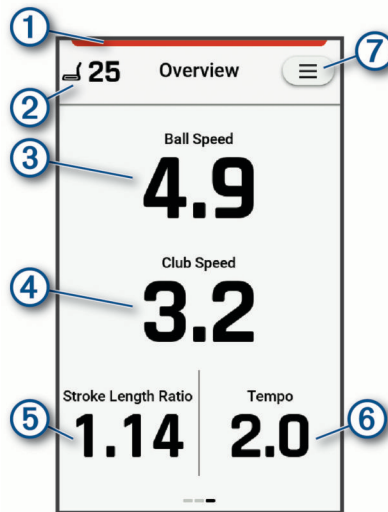 1
25 Overview 7
2
Ball Speed
3 4.9
Club Speed
4 3.2
Stroke Length Ratio Tempo
5 1.14 2.0 6